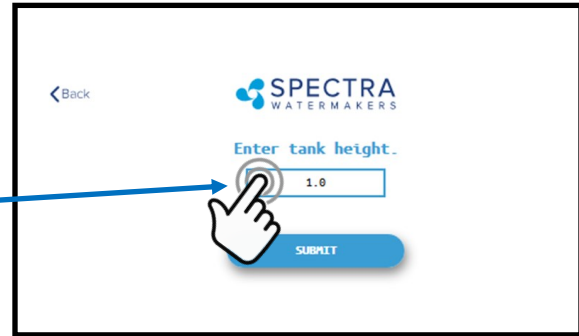 Back
SPECTRA
WATERMAKERS
Enter tank height.
1.0
SUBMIT